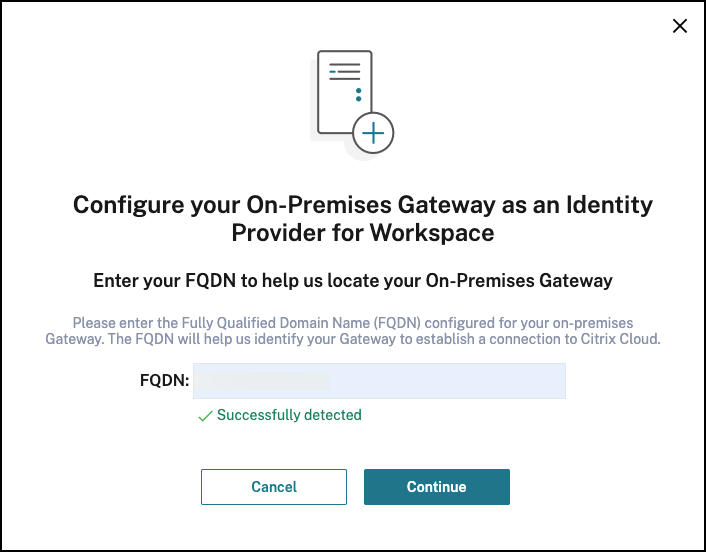 Configure your On-Premises Gateway as an Identity
Provider for Workspace
Enter your FQDN to help us locate your On-Premises Gateway
Please enter the Fully Qualified Domain Name (FQDN) configured for your on-premises
Gateway. The FQDN will help us identify your Gateway to establish a connection to Citrix Cloud.
FQDN:
Successfully detected
Cancel
Continue